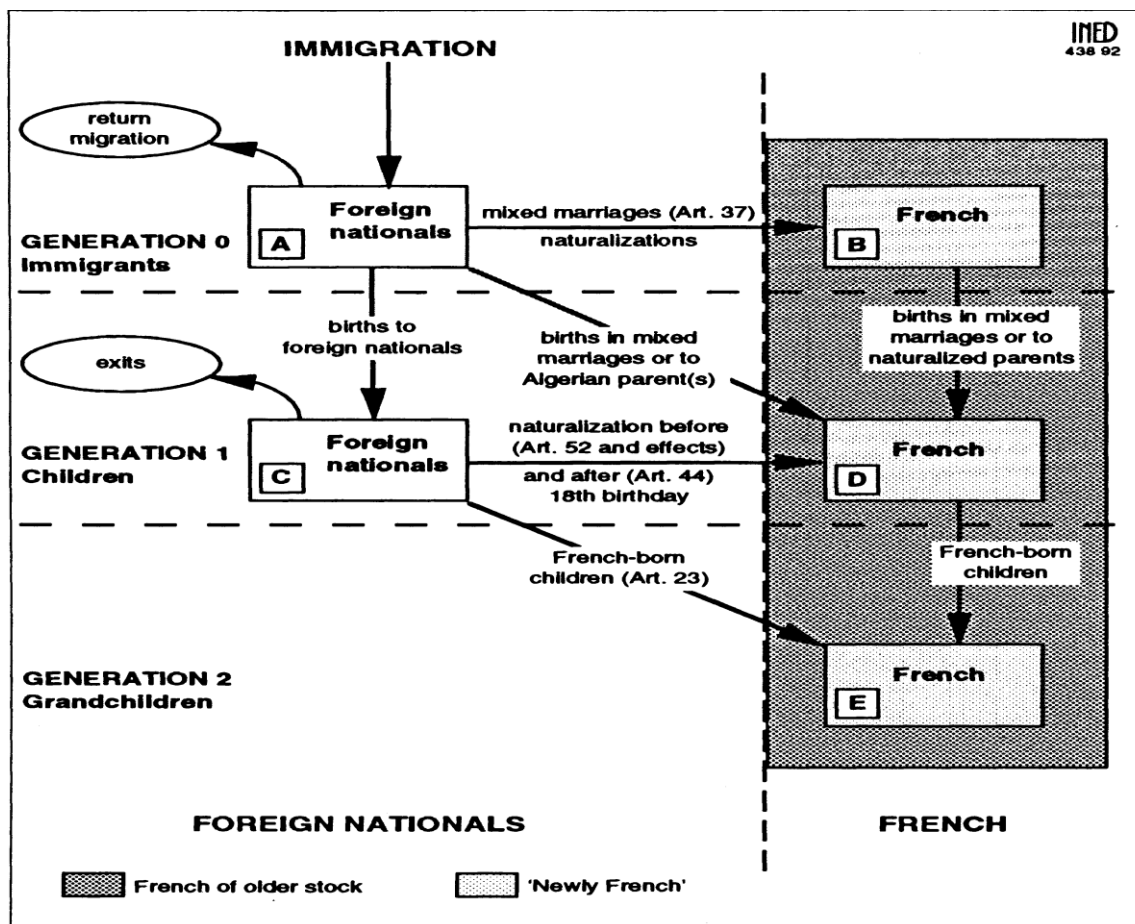 INED
438 92
IMMIGRATION
return
migration
Foreign
nationals
A
mixed marriages (Art. 37)
naturalizations
French
B
GENERATION 0
Immigrants
births to
foreign nationals
births in mixed
marriages or to
Algerian parent(s)
births in mixed
marriages or to
naturalized parents
exits
Foreign
nationals
C
naturalization before
(Art. 52 and effects)
and after (Art. 44)
18th birthday
French
D
GENERATION 1
Children
French-born
children (Art. 23)
French-born
children
GENERATION 2
Grandchildren
French
E
FOREIGN NATIONALS
FRENCH
French of older stock
'Newly French'